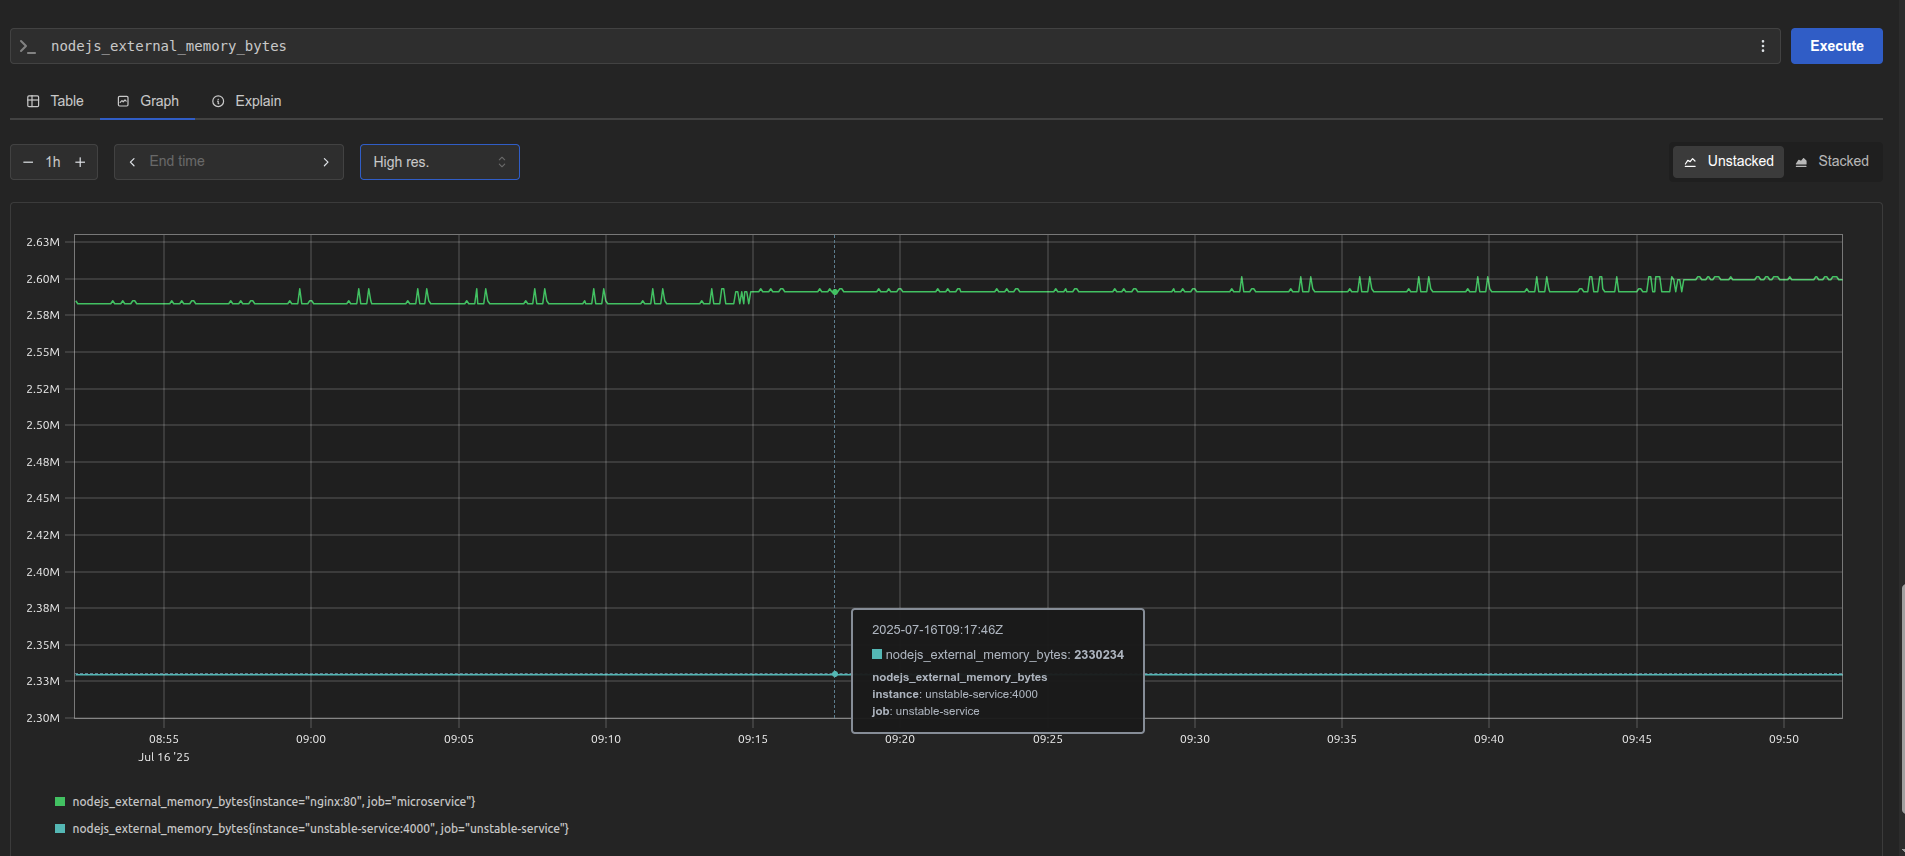 nodejs_external_memory_bytes
Execute
Table Graph Explain
1h End time High res. Unstacked Stacked
2.63M
2.60M
2.58M
2.55M
2.52M
2.50M
2.48M
2.45M
2.42M
2.40M
2.38M
2.35M
2.33M
2.30M
2025-07-16T09:17:46Z
nodejs_external_memory_bytes: 2330234
nodejs_external_memory_bytes
instance: unstable-service:4000
job: unstable-service
08:55 09:00 09:05 09:10 09:15 09:20 09:25 09:30 09:35 09:40 09:45 09:50
Jul 16 '25
nodejs_external_memory_bytes{instance="nginx:80", job="microservice"}
nodejs_external_memory_bytes{instance="unstable-service:4000", job="unstable-service"}